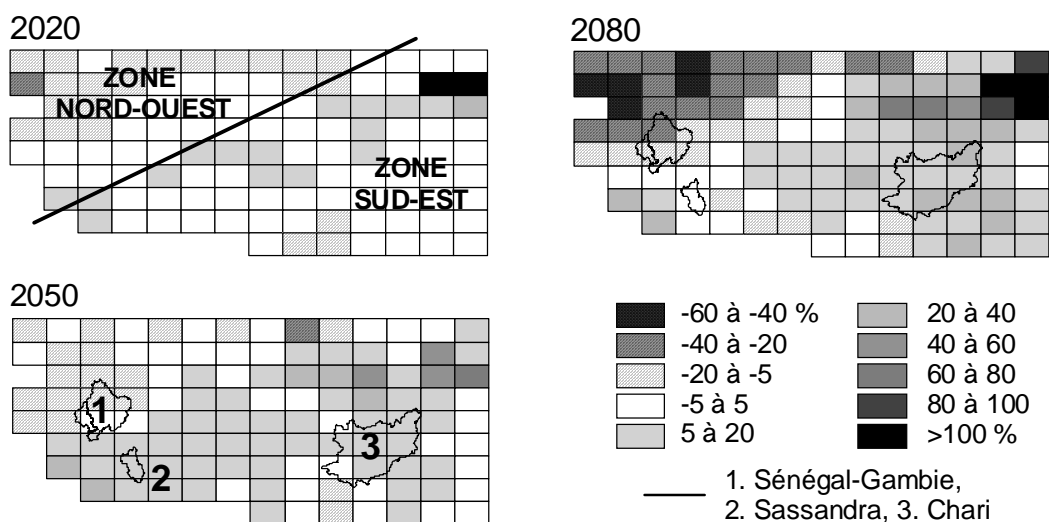 2020
ZONE
NORD-OUEST
ZONE
SUD-EST
2080
2050
1
2
3
-60 à -40 %
-40 à -20
-20 à -5
-5 à 5
5 à 20
20 à 40
40 à 60
60 à 80
80 à 100
>100 %
1. Sénégal-Gambie,
2. Sassandra, 3. Chari